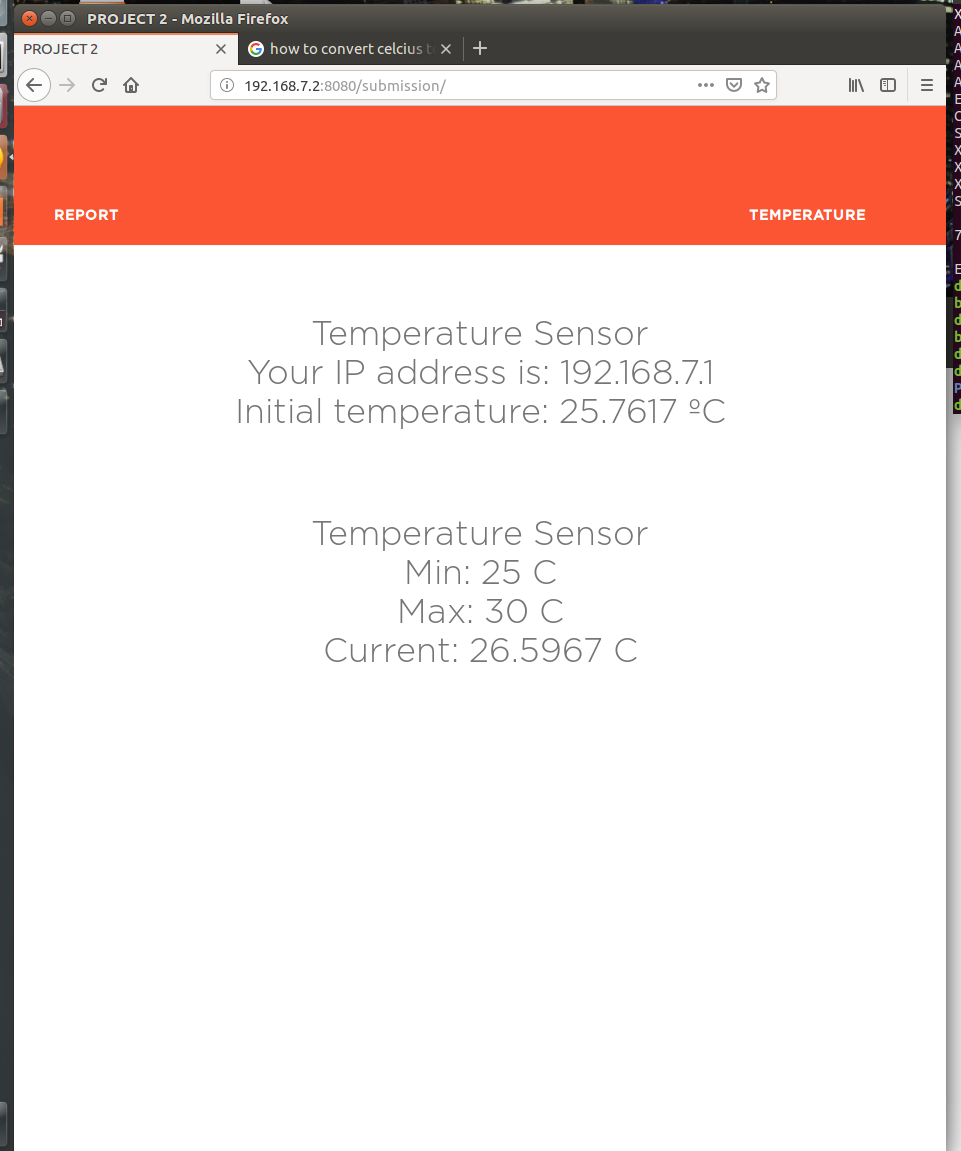 PROJECT 2 - Mozilla Firefox
PROJECT 2
how to convert celcius t
192.168.7.2:8080/submission/
REPORT
TEMPERATURE
Temperature Sensor
Your IP address is: 192.168.7.1
Initial temperature: 25.7617 ºC
Temperature Sensor
Min: 25 C
Max: 30 C
Current: 26.5967 C